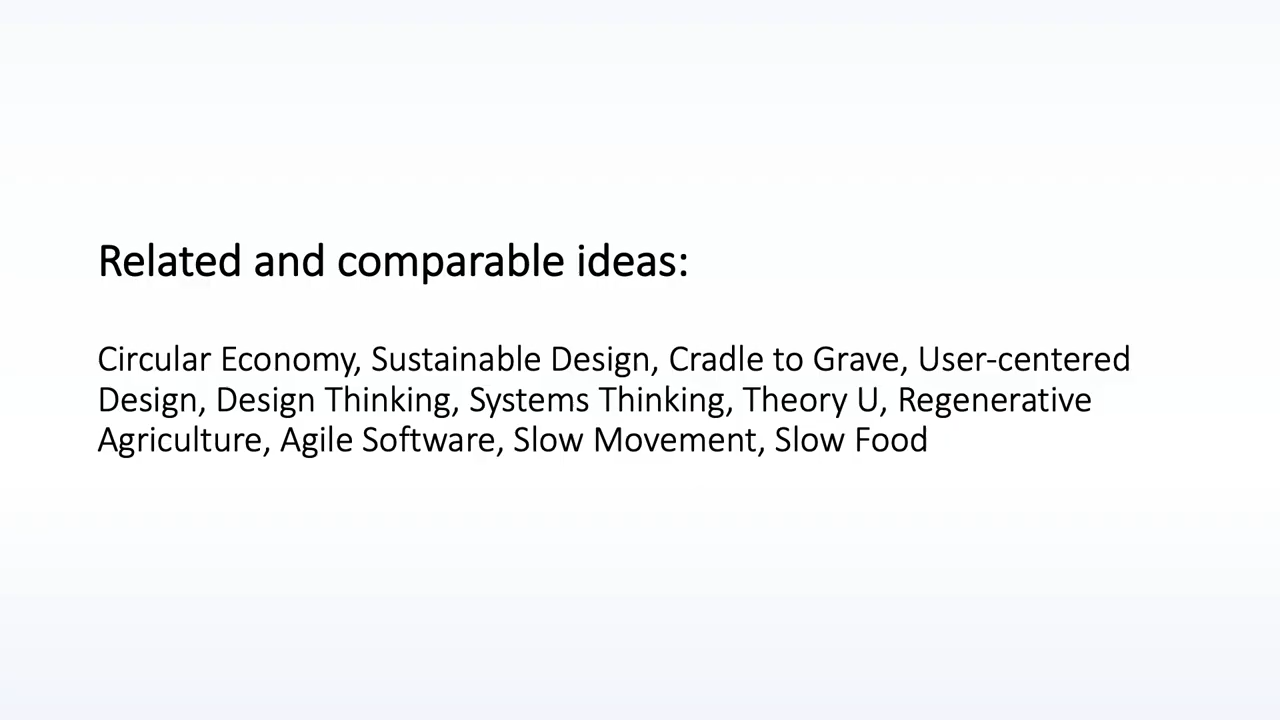 Related and comparable ideas:
Circular Economy, Sustainable Design, Cradle to Grave, User-centered
Design, Design Thinking, Systems Thinking, Theory U, Regenerative
Agriculture, Agile Software, Slow Movement, Slow Food